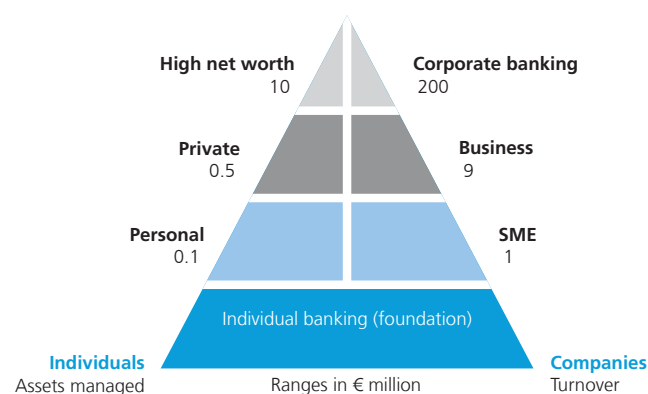 High net worth
10
Corporate banking
200
Private
0.5
Business
9
Personal
0.1
SME
1
Individual banking (foundation)
Individuals
Assets managed
Ranges in € million
Companies
Turnover